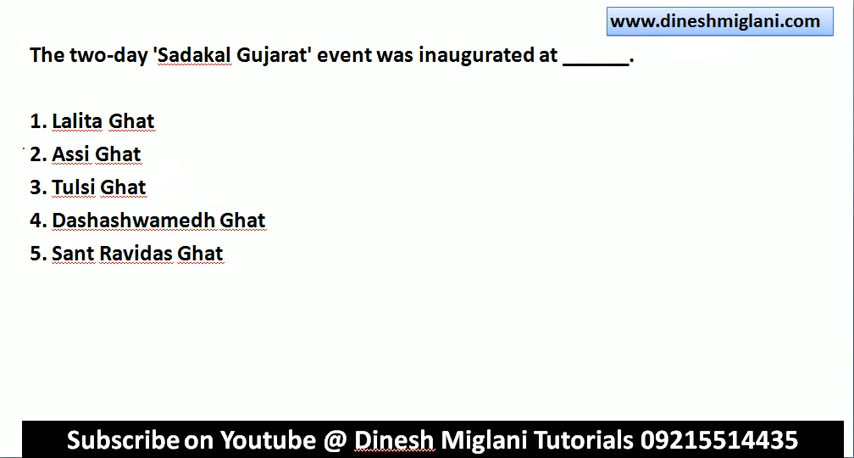 www.dineshmiglani.com
The two-day 'Sadakal Gujarat' event was inaugurated at ______.
1. Lalita Ghat
2. Assi Ghat
3. Tulsi Ghat
4. Dashashwamedh Ghat
5. Sant Ravidas Ghat
Subscribe on Youtube @ Dinesh Miglani Tutorials 09215514435